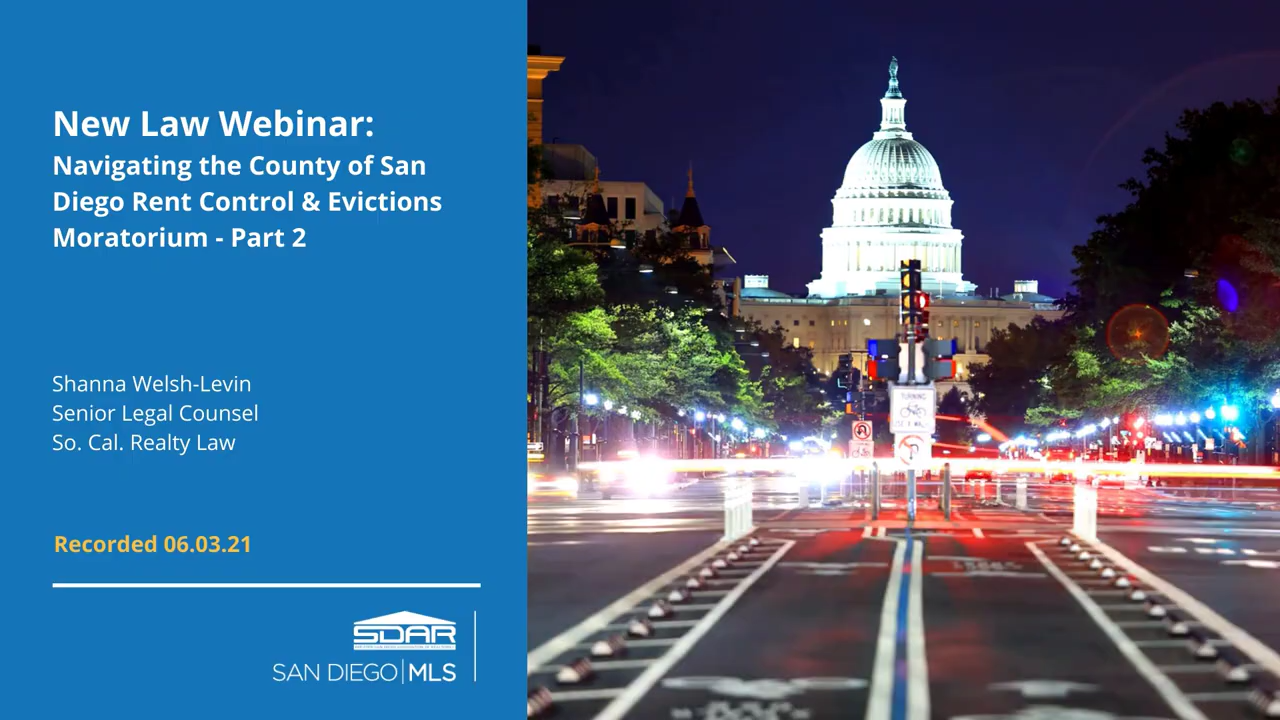 New Law Webinar:
Navigating the County of San
Diego Rent Control & Evictions
Moratorium - Part 2
Shanna Welsh-Levin
Senior Legal Counsel
So. Cal. Realty Law
Recorded 06.03.21
SDAR
SAN DIEGO | MLS
TURNING